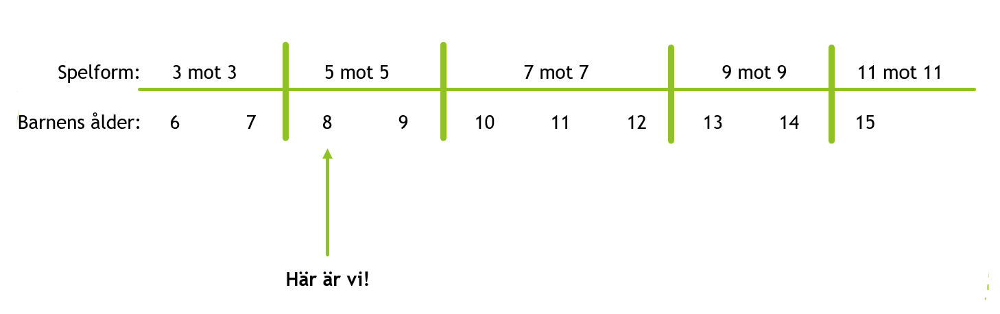 Spelform: 3 mot 3 5 mot 5 7 mot 7 9 mot 9 11 mot 11
Barnens ålder: 6 7 8 9 10 11 12 13 14 15
Här är vi!